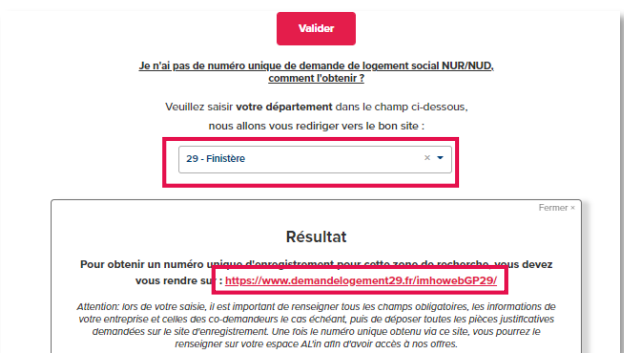 Valider
Je n'ai pas de numéro unique de demande de logement social NUR/NUD,
comment l'obtenir ?
Veuillez saisir votre département dans le champ ci-dessous,
nous allons vous rediriger vers le bon site :
29 - Finistère × ▾
Fermer ×
Résultat
Pour obtenir un numéro unique d'enregistrement pour cette zone de recherche, vous devez
vous rendre sur : https://www.demandelogement29.fr/imhowebGP29/
Attention: lors de votre saisie, il est important de renseigner tous les champs obligatoires, les informations de
votre entreprise et celles des co-demandeurs le cas échéant, puis de déposer toutes les pièces justificatives
demandées sur le site d'enregistrement. Une fois le numéro unique obtenu via ce site, vous pourrez le
renseigner sur votre espace AL'in afin d'avoir accès à nos offres.